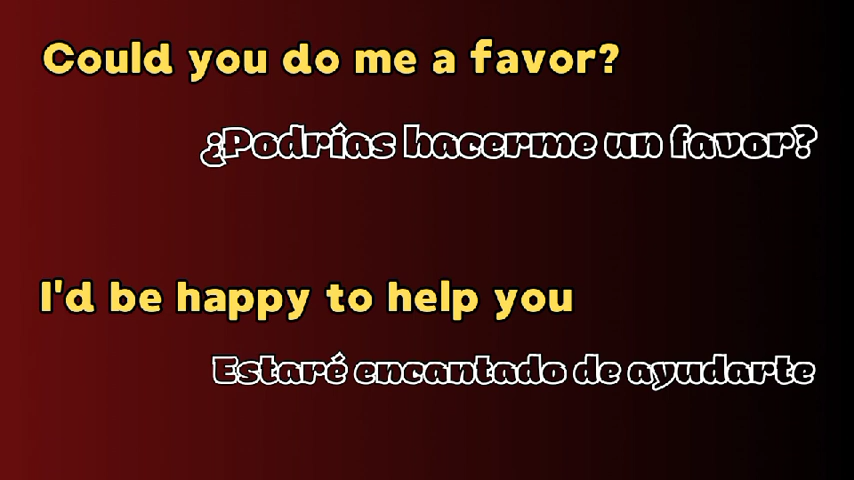 Could you do me a favor?
¿Podrías hacerme un favor?
I'd be happy to help you
Estaré encantado de ayudarte